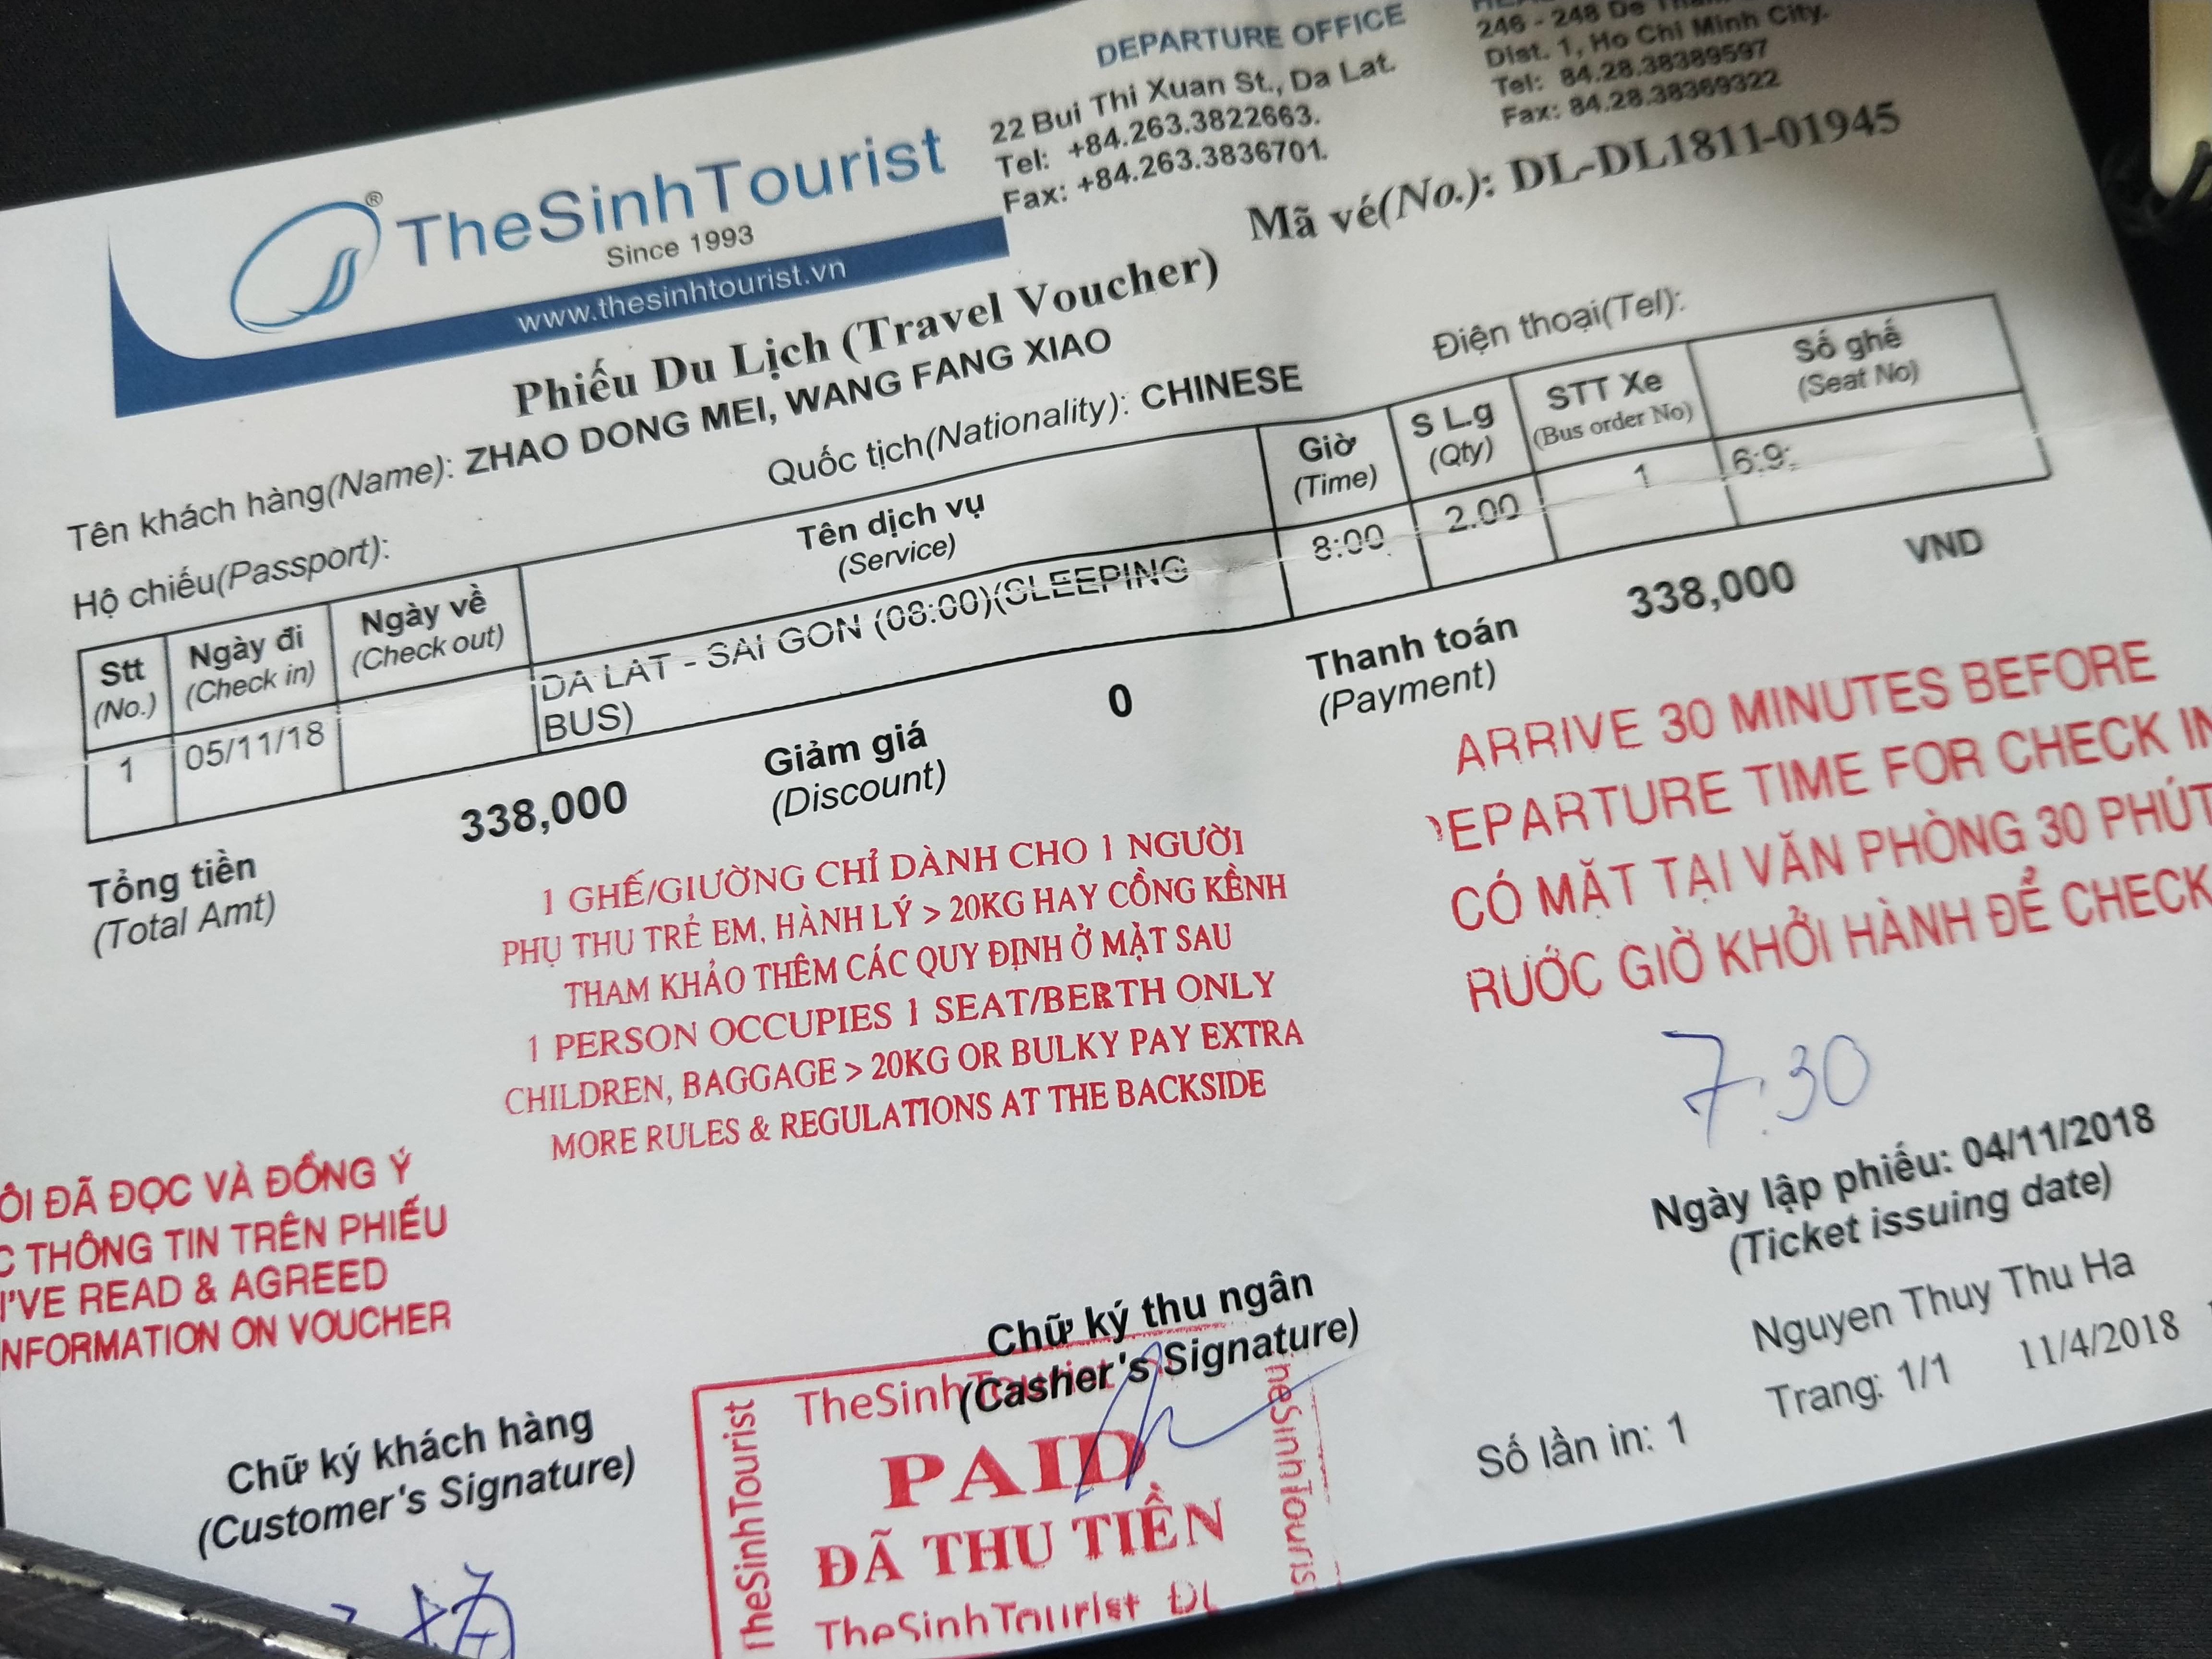 TheSinhTourist ®
Since 1993
www.thesinhtourist.vn
DEPARTURE OFFICE
22 Bui Thi Xuan St., Da Lat.
Tel: +84.263.3822663.
Fax: +84.263.3836701.
246 - 248 De
Dist. 1, Ho Chi Minh City.
Tel: 84.28.38389597
Fax: 84.28.38369322
Phiếu Du Lịch (Travel Voucher)
Mã vé(No.): DL-DL1811-01945
Tên khách hàng(Name): ZHAO DONG MEI, WANG FANG XIAO
Điện thoại(Tel):
Hộ chiếu(Passport):
Quốc tịch(Nationality): CHINESE
Stt (No.)
Ngày đi (Check in)
Ngày về (Check out)
Tên dịch vụ (Service)
Giờ (Time)
S L.g (Qty)
STT Xe (Bus order No)
Số ghế (Seat No)
1 05/11/18 DA LAT - SAI GON (08:00)(SLEEPING BUS) 8:00 2.00 1 6:9:
Tổng tiền (Total Amt) 338,000
Giảm giá (Discount) 0
Thanh toán (Payment) 338,000 VND
1 GHẾ/GIƯỜNG CHỈ DÀNH CHO 1 NGƯỜI
PHỤ THU TRẺ EM, HÀNH LÝ > 20KG HAY CỒNG KỀNH
THAM KHẢO THÊM CÁC QUY ĐỊNH Ở MẶT SAU
1 PERSON OCCUPIES 1 SEAT/BERTH ONLY
CHILDREN, BAGGAGE > 20KG OR BULKY PAY EXTRA
MORE RULES & REGULATIONS AT THE BACKSIDE
ARRIVE 30 MINUTES BEFORE
DEPARTURE TIME FOR CHECK IN
CÓ MẶT TẠI VĂN PHÒNG 30 PHÚT
RƯỚC GIỜ KHỞI HÀNH ĐỂ CHECK
7:30
ÔI ĐÃ ĐỌC VÀ ĐỒNG Ý
C THÔNG TIN TRÊN PHIẾU
I'VE READ & AGREED
NFORMATION ON VOUCHER
Ngày lập phiếu: 04/11/2018
(Ticket issuing date)
Nguyen Thuy Thu Ha
Chữ ký khách hàng
(Customer's Signature)
Chữ ký thu ngân
(Casher's Signature)
TheSinhTourist
TheSinhTourist
PAID
ĐÃ THU TIỀN
TheSinhTourist ĐL
heSinhTouris
Số lần in: 1
Trang: 1/1
11/4/2018